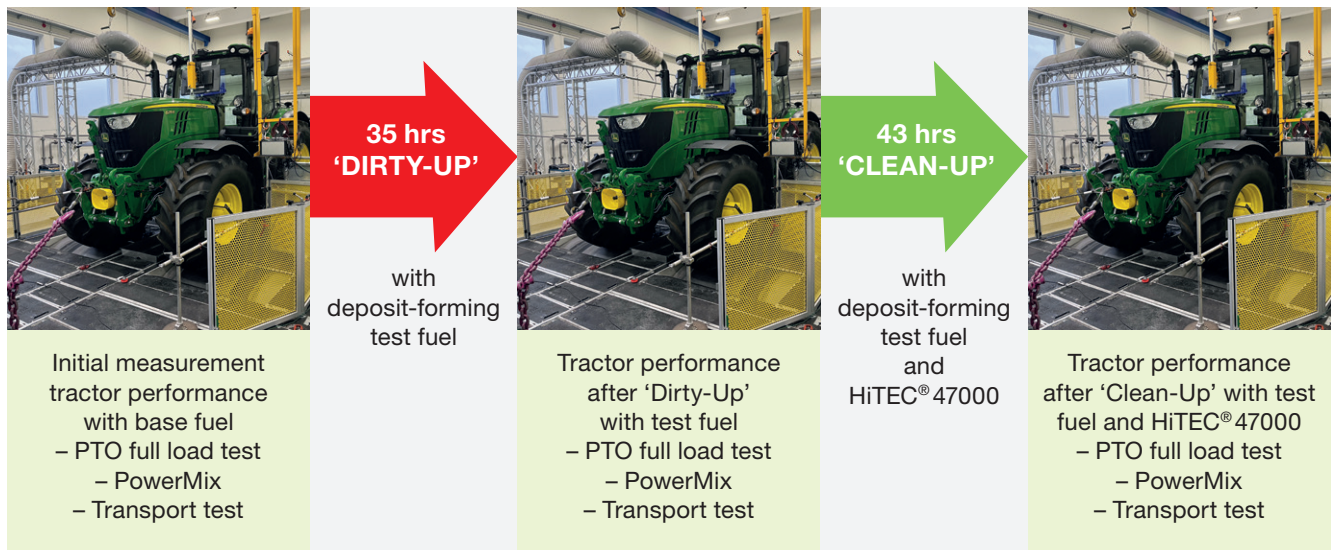 35 hrs
‘DIRTY-UP’
with
deposit-forming
test fuel
43 hrs
‘CLEAN-UP’
with
deposit-forming
test fuel
and
HiTEC® 47000
Initial measurement
tractor performance
with base fuel
– PTO full load test
– PowerMix
– Transport test
Tractor performance
after ‘Dirty-Up’
with test fuel
– PTO full load test
– PowerMix
– Transport test
Tractor performance
after ‘Clean-Up’ with test
fuel and HiTEC® 47000
– PTO full load test
– PowerMix
– Transport test